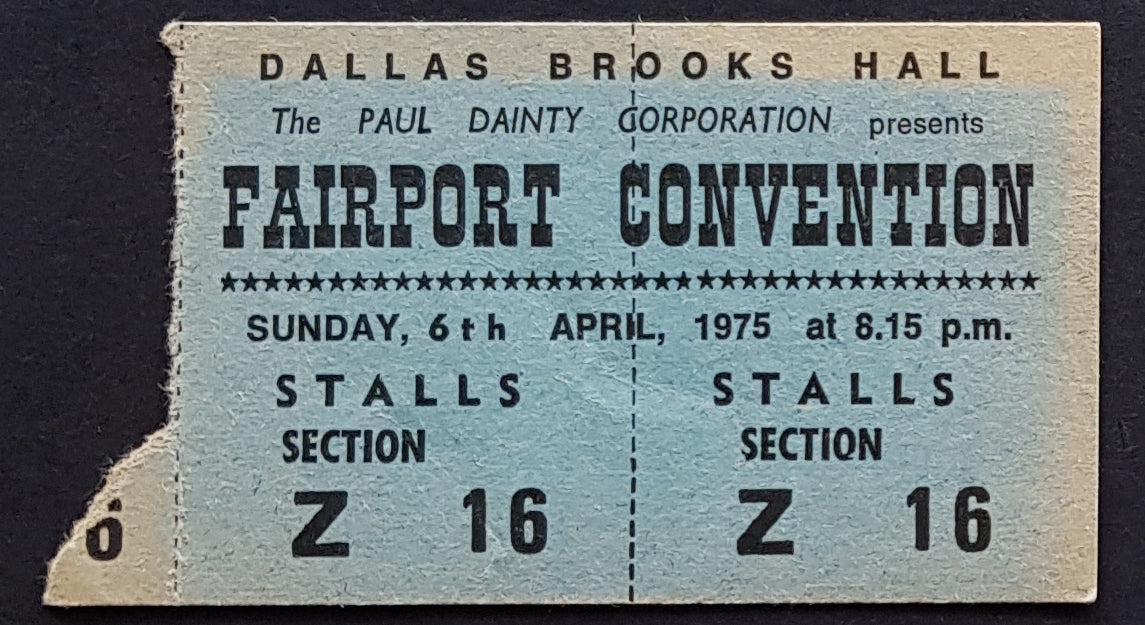 DALLAS BROOKS HALL
The PAUL DAINTY CORPORATION presents
FAIRPORT CONVENTION
★★★★★★★★★★★★★★★★★★★★★★★★★★★★★★★★★★★★★★★★★★
SUNDAY, 6th APRIL, 1975 at 8.15 p.m.
STALLS STALLS
SECTION SECTION
6 Z 16 Z 16